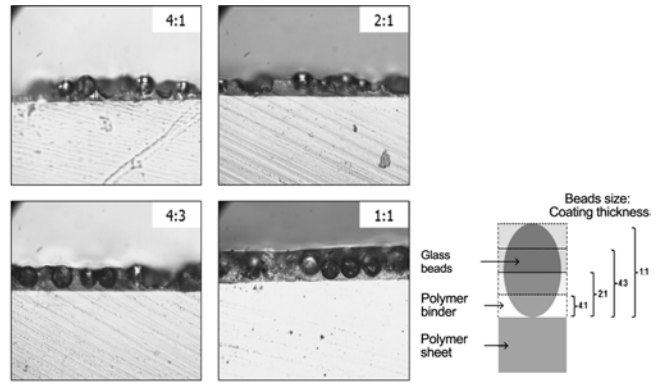 4:1
2:1
4:3
1:1
Beads size:
Coating thickness
Glass
beads
Polymer
binder
Polymer
sheet
4:1
2:1
4:3
1:1